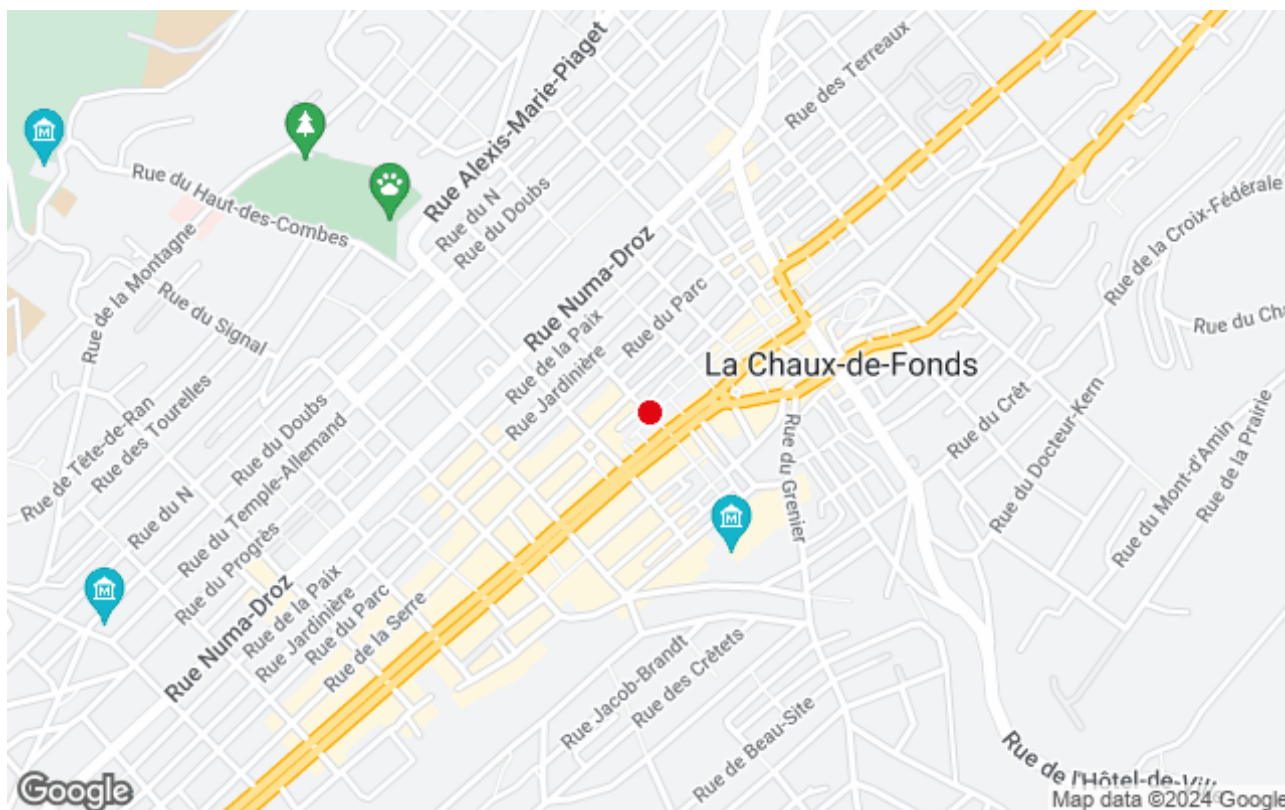 Rue Alexis-Marie-Piaget
Rue des Terreaux
Rue du Haut-des-Combes
Rue du N
Rue du Doubs
Rue de la Croix-Fédérale
Rue de la Montagne
Rue Numa-Droz
Rue du Parc
Rue du Signal
Rue de la Paix
Rue Jardinière
Rue du Cha
La Chaux-de-Fonds
Rue de Tête-de-Ran
Rue des Tourelles
Rue du Doubs
Rue du Temple-Allemand
Rue du N
Rue du Progrès
Rue du Grenier
Rue du Crêt
Rue du Docteur-Kern
Rue du Mont-d'Amin
Rue de la Prairie
Rue Numa-Droz
Rue de la Paix
Rue Jardinière
Rue du Parc
Rue de la Serre
Rue Jacob-Brandt
Rue des Crêtets
Rue de Beau-Site
Rue de l'Hôtel-de-Vill
Google
Map data ©2024 Google